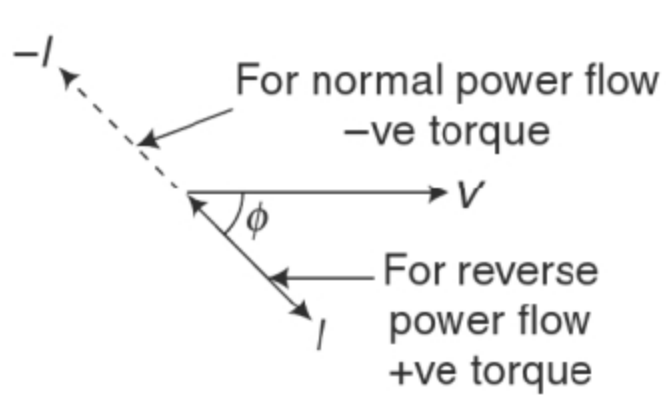 –I
For normal power flow
–ve torque
V
ϕ
For reverse
power flow
I
+ve torque